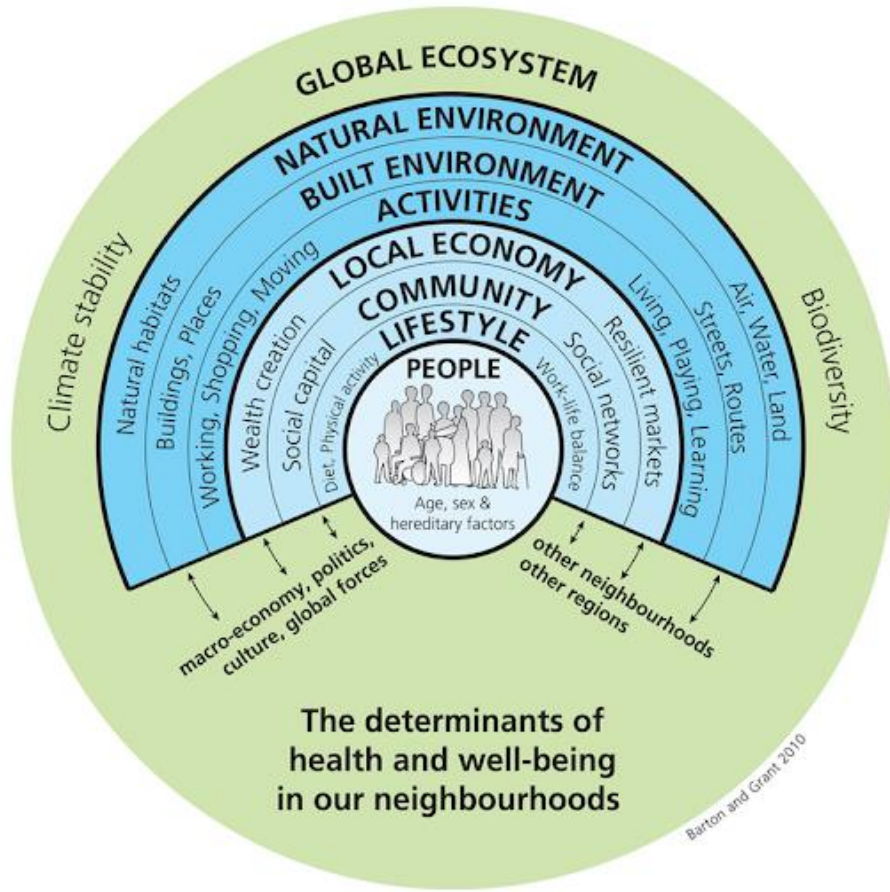 GLOBAL ECOSYSTEM
NATURAL ENVIRONMENT
BUILT ENVIRONMENT
ACTIVITIES
LOCAL ECONOMY
COMMUNITY
LIFESTYLE
PEOPLE
Age, sex &
hereditary factors
Climate stability
Natural habitats
Buildings, Places
Working, Shopping, Moving
Wealth creation
Social capital
Diet, Physical activity
Work-life balance
Social networks
Resilient markets
Living, Playing, Learning
Streets, Routes
Air, Water, Land
Biodiversity
macro-economy, politics,
culture, global forces
other neighbourhoods
other regions
The determinants of
health and well-being
in our neighbourhoods
Barton and Grant 2010